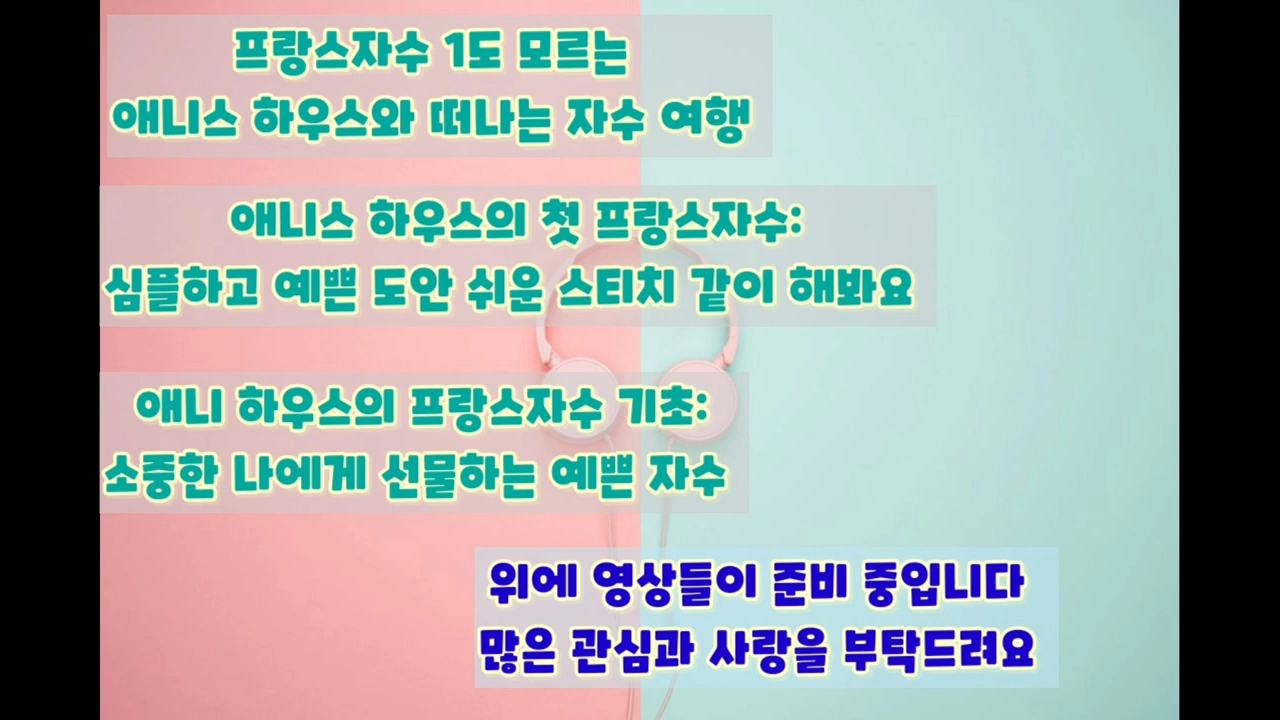 프랑스자수 1도 모르는
애니스 하우스와 떠나는 자수 여행
애니스 하우스의 첫 프랑스자수:
심플하고 예쁜 도안 쉬운 스티치 같이 해봐요
애니 하우스의 프랑스자수 기초:
소중한 나에게 선물하는 예쁜 자수
위에 영상들이 준비 중입니다
많은 관심과 사랑을 부탁드려요